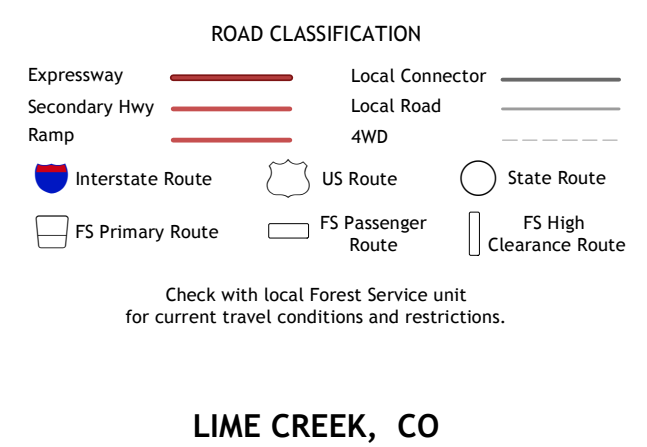 ROAD CLASSIFICATION
Expressway
Local Connector
Secondary Hwy
Local Road
Ramp
4WD
Interstate Route
US Route
State Route
FS Primary Route
FS Passenger
Route
FS High
Clearance Route
Check with local Forest Service unit
for current travel conditions and restrictions.
LIME CREEK, CO